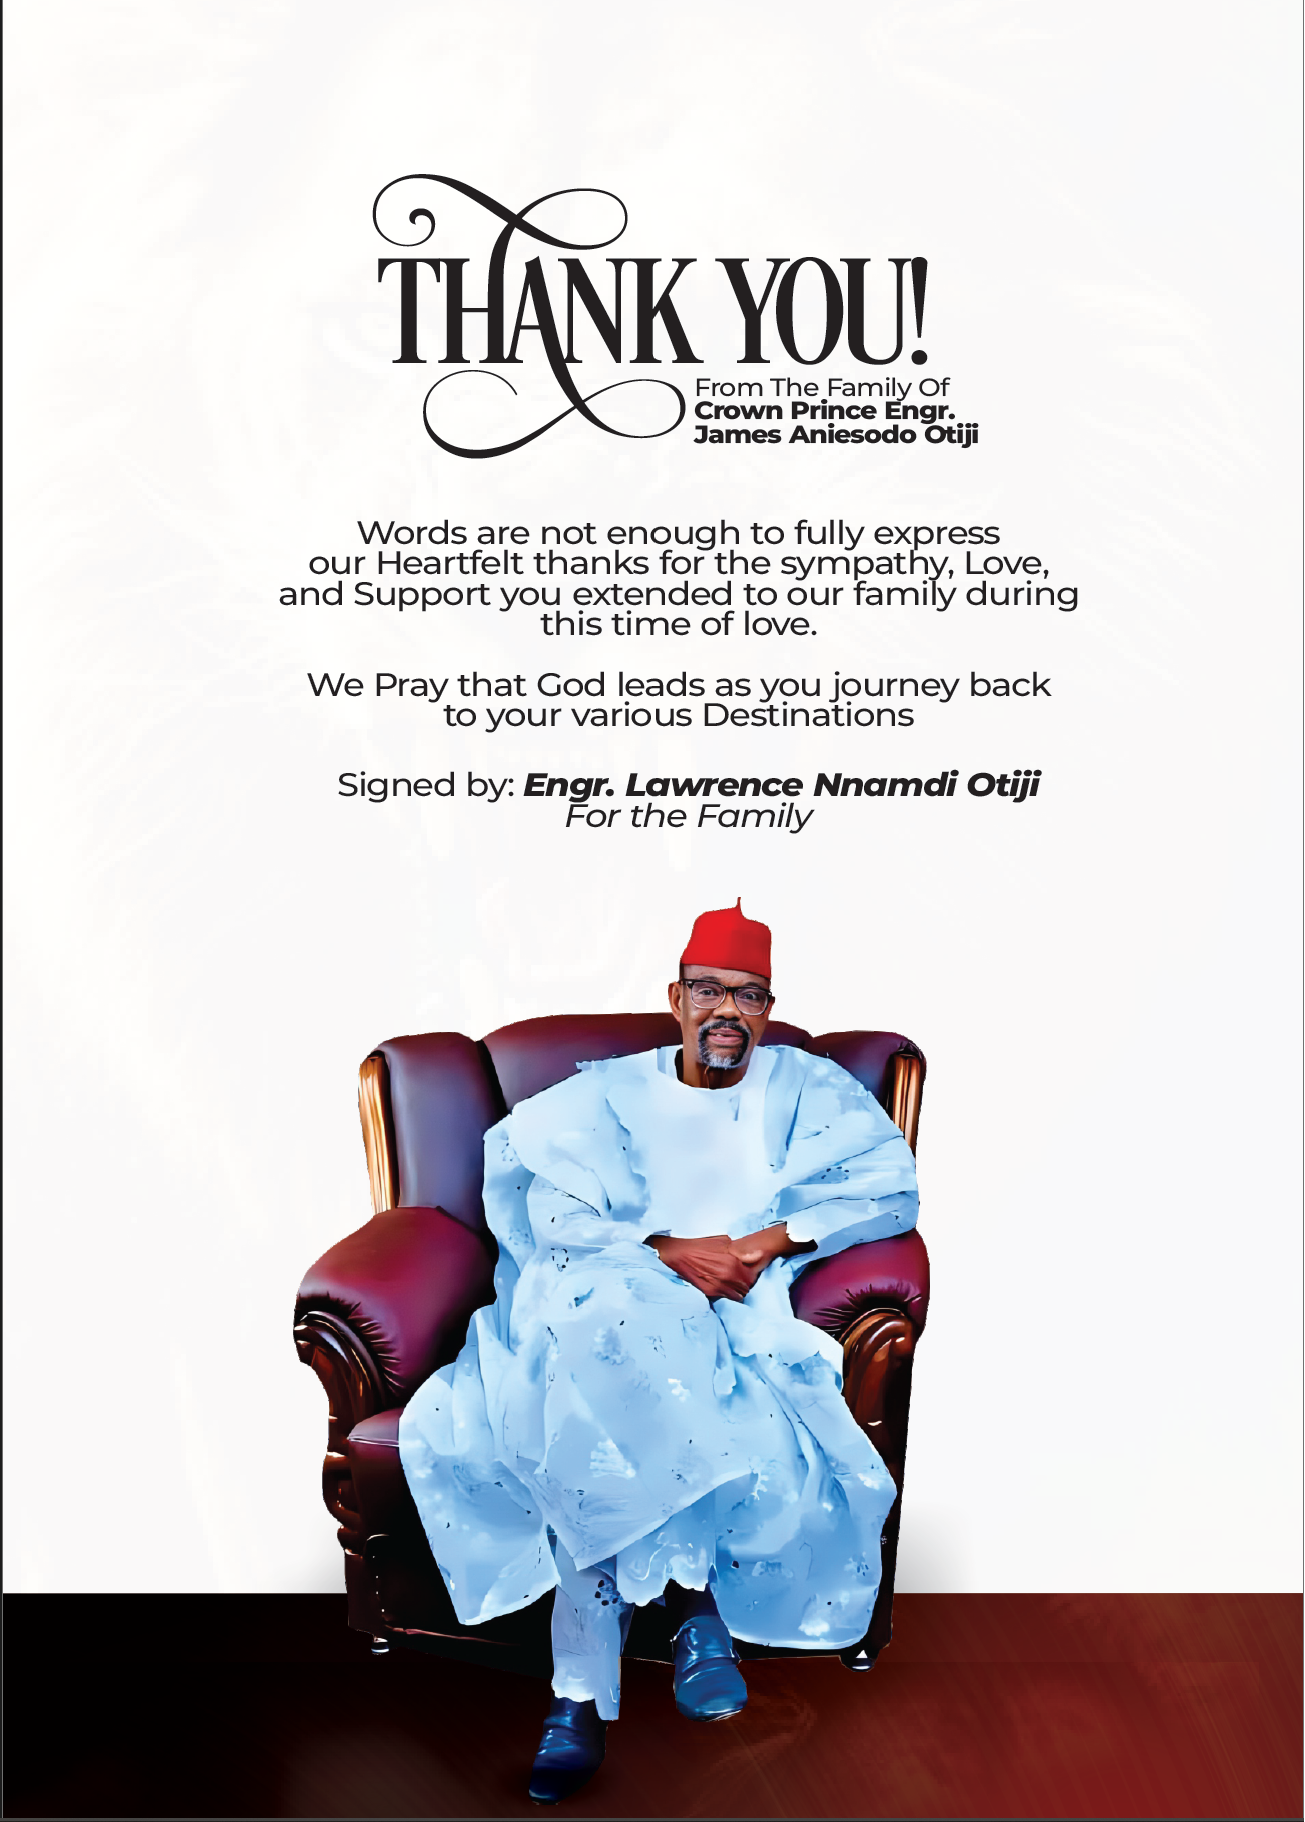 THANK YOU!
From The Family Of
Crown Prince Engr.
James Aniesodo Otiji
Words are not enough to fully express
our Heartfelt thanks for the sympathy, Love,
and Support you extended to our family during
this time of love.
We Pray that God leads as you journey back
to your various Destinations
Signed by: Engr. Lawrence Nnamdi Otiji
For the Family